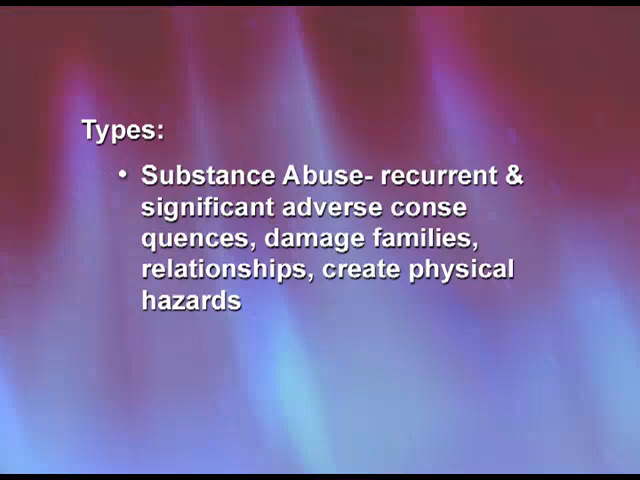 Types:
• Substance Abuse- recurrent &
significant adverse conse
quences, damage families,
relationships, create physical
hazards